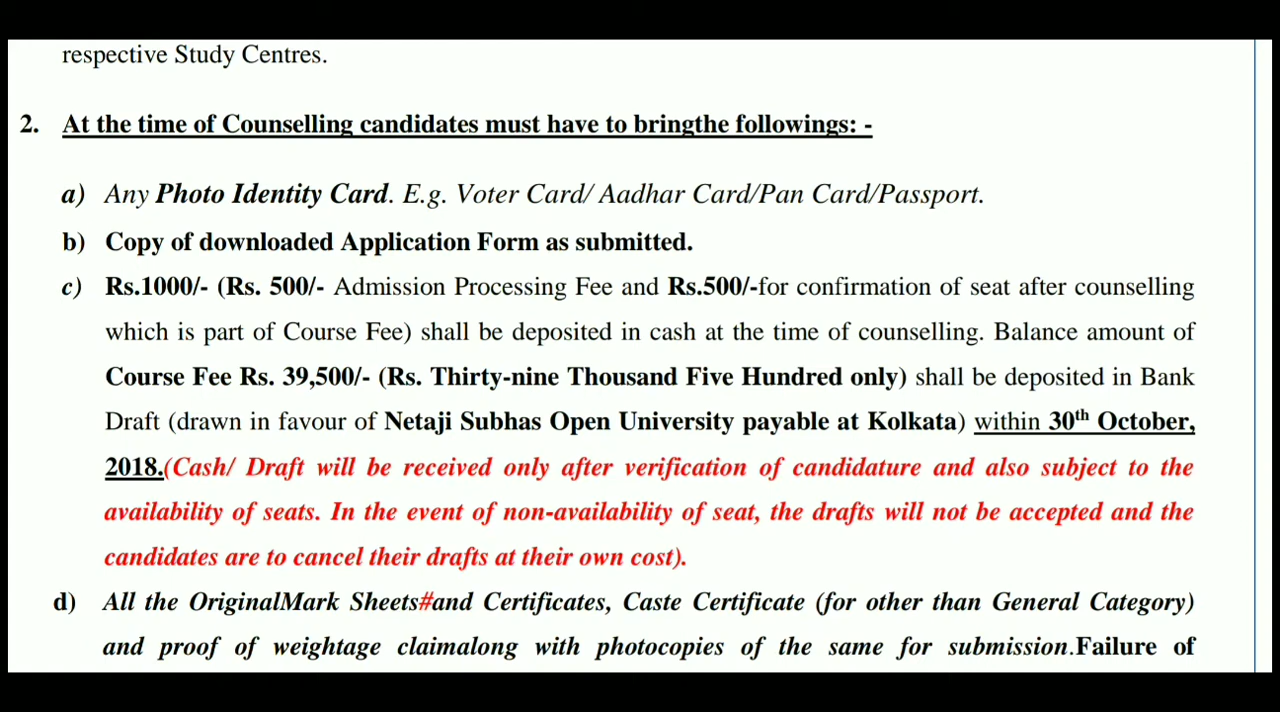 respective Study Centres.
2. At the time of Counselling candidates must have to bringthe followings: -
a) Any Photo Identity Card. E.g. Voter Card/ Aadhar Card/Pan Card/Passport.
b) Copy of downloaded Application Form as submitted.
c) Rs.1000/- (Rs. 500/- Admission Processing Fee and Rs.500/-for confirmation of seat after counselling
which is part of Course Fee) shall be deposited in cash at the time of counselling. Balance amount of
Course Fee Rs. 39,500/- (Rs. Thirty-nine Thousand Five Hundred only) shall be deposited in Bank
Draft (drawn in favour of Netaji Subhas Open University payable at Kolkata) within 30th October,
2018.(Cash/ Draft will be received only after verification of candidature and also subject to the
availability of seats. In the event of non-availability of seat, the drafts will not be accepted and the
candidates are to cancel their drafts at their own cost).
d) All the OriginalMark Sheets#and Certificates, Caste Certificate (for other than General Category)
and proof of weightage claimalong with photocopies of the same for submission.Failure of